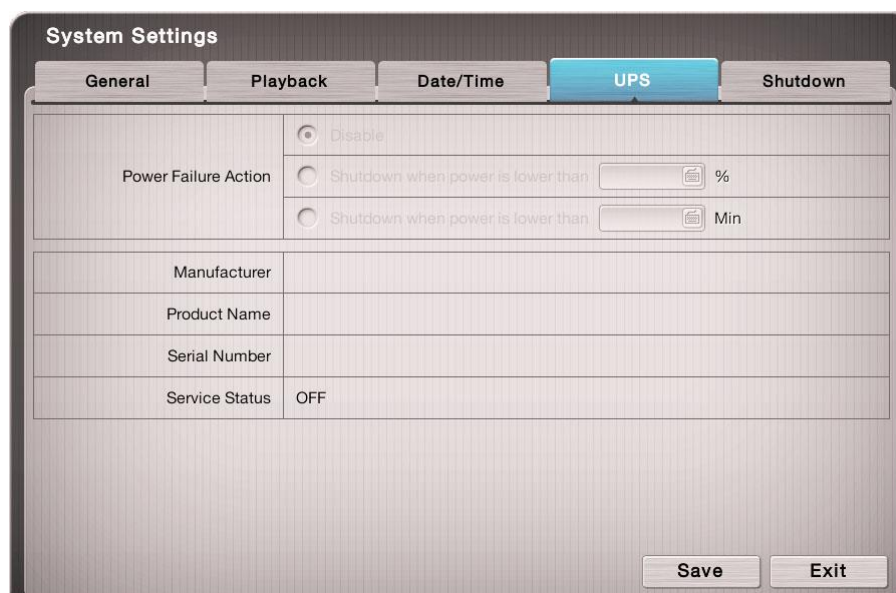 System Settings
General Playback Date/Time UPS Shutdown
Power Failure Action
Disable
Shutdown when power is lower than %
Shutdown when power is lower than Min
Manufacturer
Product Name
Serial Number
Service Status OFF
Save Exit